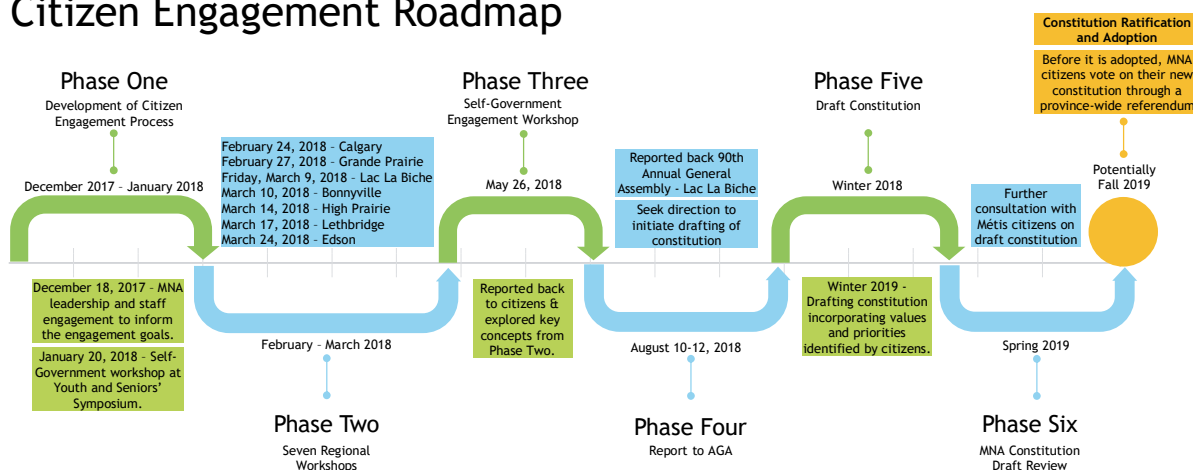 Citizen Engagement Roadmap
Phase One
Development of Citizen
Engagement Process
December 2017 – January 2018
December 18, 2017 – MNA
leadership and staff
engagement to inform
the engagement goals.
January 20, 2018 – Self-
Government workshop at
Youth and Seniors’
Symposium.
February 24, 2018 – Calgary
February 27, 2018 – Grande Prairie
Friday, March 9, 2018 – Lac La Biche
March 10, 2018 – Bonnyville
March 14, 2018 – High Prairie
March 17, 2018 – Lethbridge
March 24, 2018 – Edson
February – March 2018
Phase Two
Seven Regional
Workshops
Phase Three
Self-Government
Engagement Workshop
May 26, 2018
Reported back
to citizens &
explored key
concepts from
Phase Two.
Reported back 90th
Annual General
Assembly - Lac La Biche
Seek direction to
initiate drafting of
constitution
August 10-12, 2018
Phase Four
Report to AGA
Phase Five
Draft Constitution
Winter 2018
Winter 2019 -
Drafting constitution
incorporating values
and priorities
identified by citizens.
Further
consultation with
Métis citizens on
draft constitution
Spring 2019
Phase Six
MNA Constitution
Draft Review
Constitution Ratification
and Adoption
Before it is adopted, MNA
citizens vote on their new
constitution through a
province-wide referendum
Potentially
Fall 2019